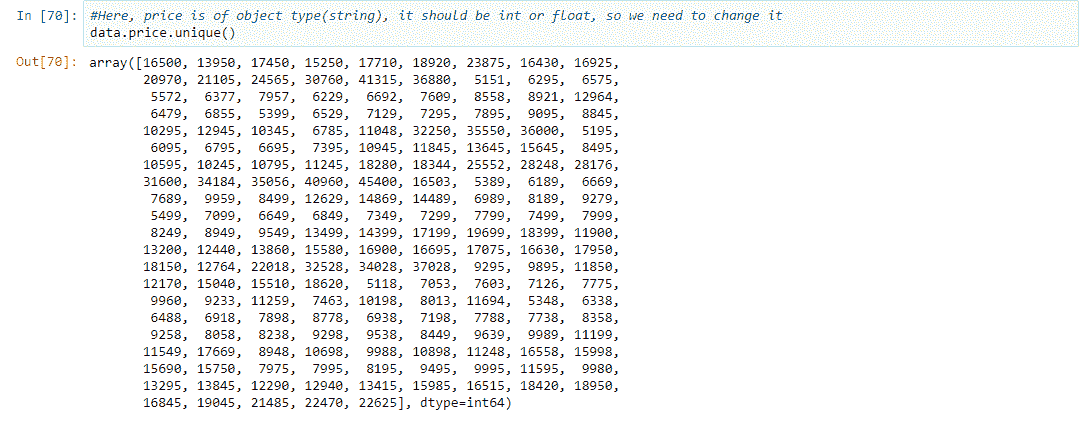 In [70]: #Here, price is of object type(string), it should be int or float, so we need to change it
data.price.unique()
Out[70]: array([16500, 13950, 17450, 15250, 17710, 18920, 23875, 16430, 16925,
20970, 21105, 24565, 30760, 41315, 36880, 5151, 6295, 6575,
5572, 6377, 7957, 6229, 6692, 7609, 8558, 8921, 12964,
6479, 6855, 5399, 6529, 7129, 7295, 7895, 9095, 8845,
10295, 12945, 10345, 6785, 11048, 32250, 35550, 36000, 5195,
6095, 6795, 6695, 7395, 10945, 11845, 13645, 15645, 8495,
10595, 10245, 10795, 11245, 18280, 18344, 25552, 28248, 28176,
31600, 34184, 35056, 40960, 45400, 16503, 5389, 6189, 6669,
7689, 9959, 8499, 12629, 14869, 14489, 6989, 8189, 9279,
5499, 7099, 6649, 6849, 7349, 7299, 7799, 7499, 7999,
8249, 8949, 9549, 13499, 14399, 17199, 19699, 18399, 11900,
13200, 12440, 13860, 15580, 16900, 16695, 17075, 16630, 17950,
18150, 12764, 22018, 32528, 34028, 37028, 9295, 9895, 11850,
12170, 15040, 15510, 18620, 5118, 7053, 7603, 7126, 7775,
9960, 9233, 11259, 7463, 10198, 8013, 11694, 5348, 6338,
6488, 6918, 7898, 8778, 6938, 7198, 7788, 7738, 8358,
9258, 8058, 8238, 9298, 9538, 8449, 9639, 9989, 11199,
11549, 17669, 8948, 10698, 9988, 10898, 11248, 16558, 15998,
15690, 15750, 7975, 7995, 8195, 9495, 9995, 11595, 9980,
13295, 13845, 12290, 12940, 13415, 15985, 16515, 18420, 18950,
16845, 19045, 21485, 22470, 22625], dtype=int64)